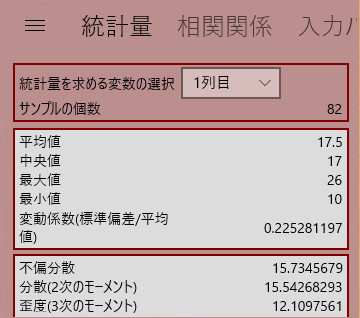 統計量 相関関係 入力パ
統計量を求める変数の選択 1列目
サンプルの個数 82
平均値 17.5
中央値 17
最大値 26
最小値 10
変動係数(標準偏差/平均
値) 0.225281197
不偏分散 15.7345679
分散(2次のモーメント) 15.54268293
歪度(3次のモーメント) 12.1097561